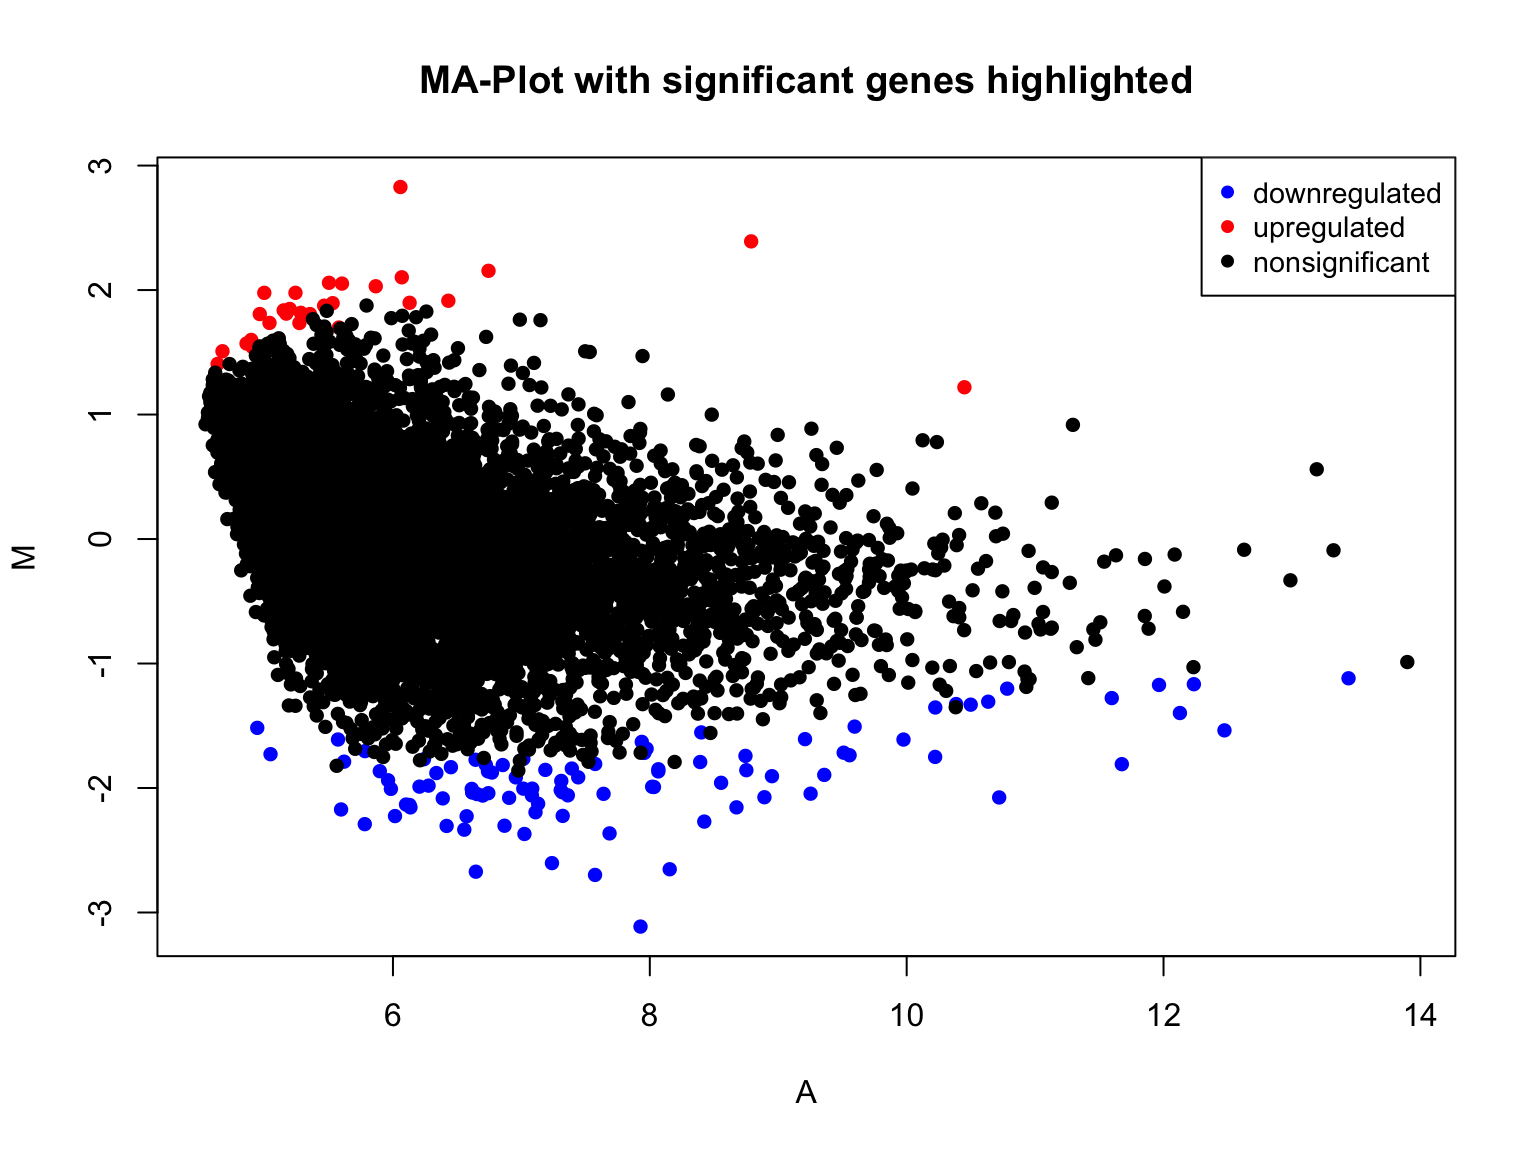 MA-Plot with significant genes highlighted
downregulated
upregulated
nonsignificant
3
2
1
0
-1
-2
-3
M
6 8 10 12 14
A